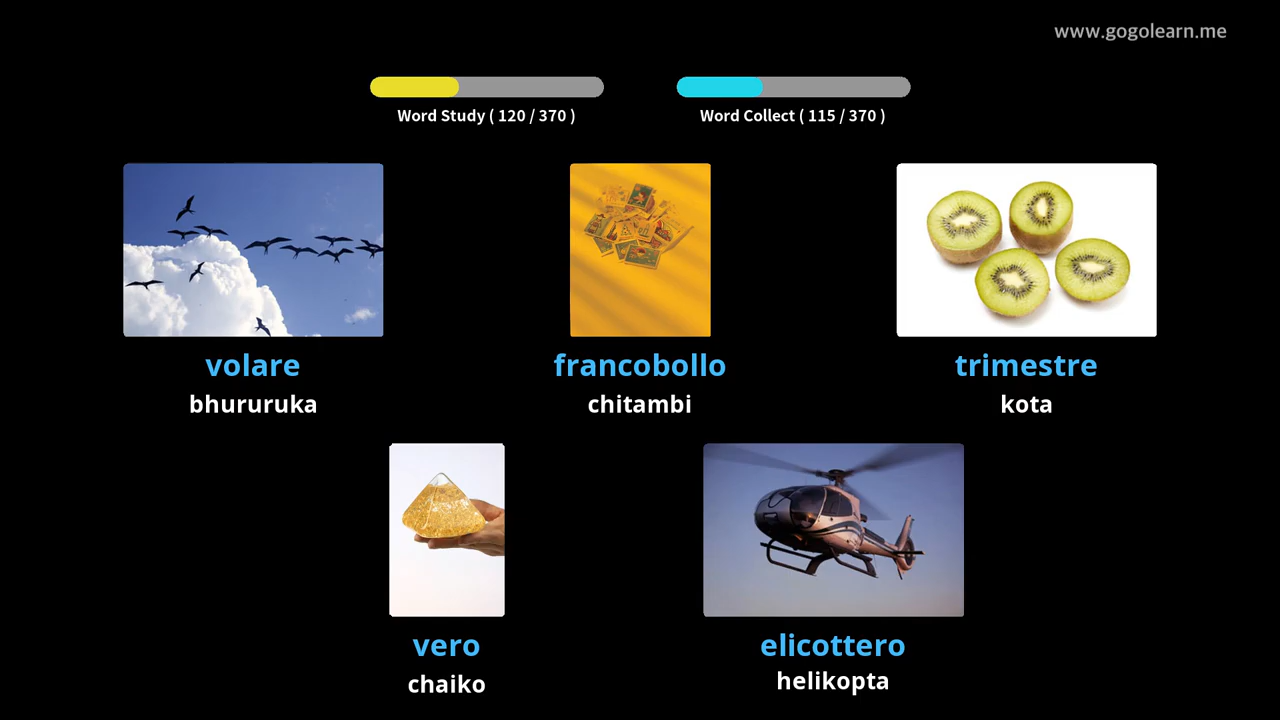 www.gogolearn.me
Word Study ( 120 / 370 )
Word Collect ( 115 / 370 )
volare
bhururuka
francobollo
chitambi
trimestre
kota
vero
chaiko
elicottero
helikopta